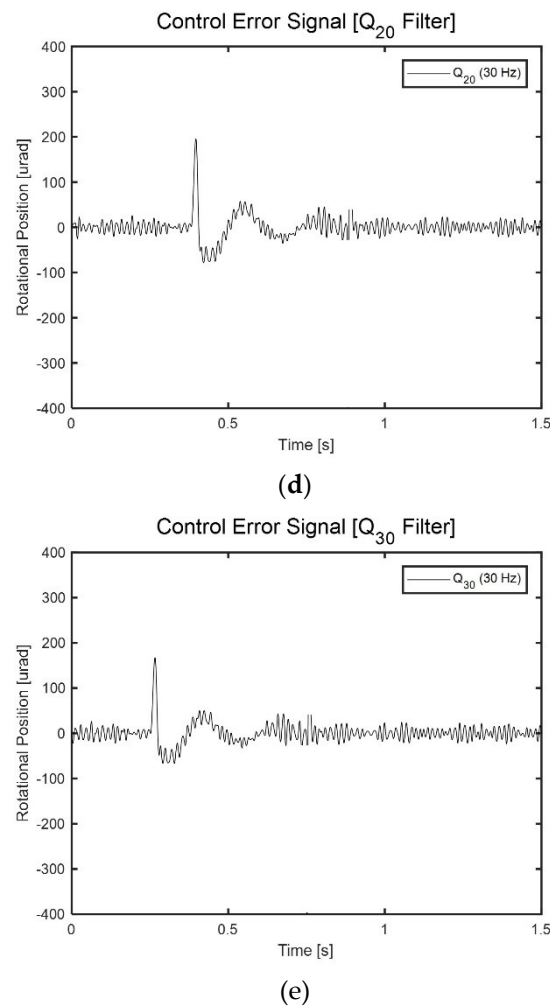 Control Error Signal [Q20 Filter]
400
Q20 (30 Hz)
300
200
100
0
-100
-200
-300
-400
Rotational Position [urad]
0
0.5
1
1.5
Time [s]
(d)
Control Error Signal [Q30 Filter]
400
Q30 (30 Hz)
300
200
100
0
-100
-200
-300
-400
Rotational Position [urad]
0
0.5
1
1.5
Time [s]
(e)